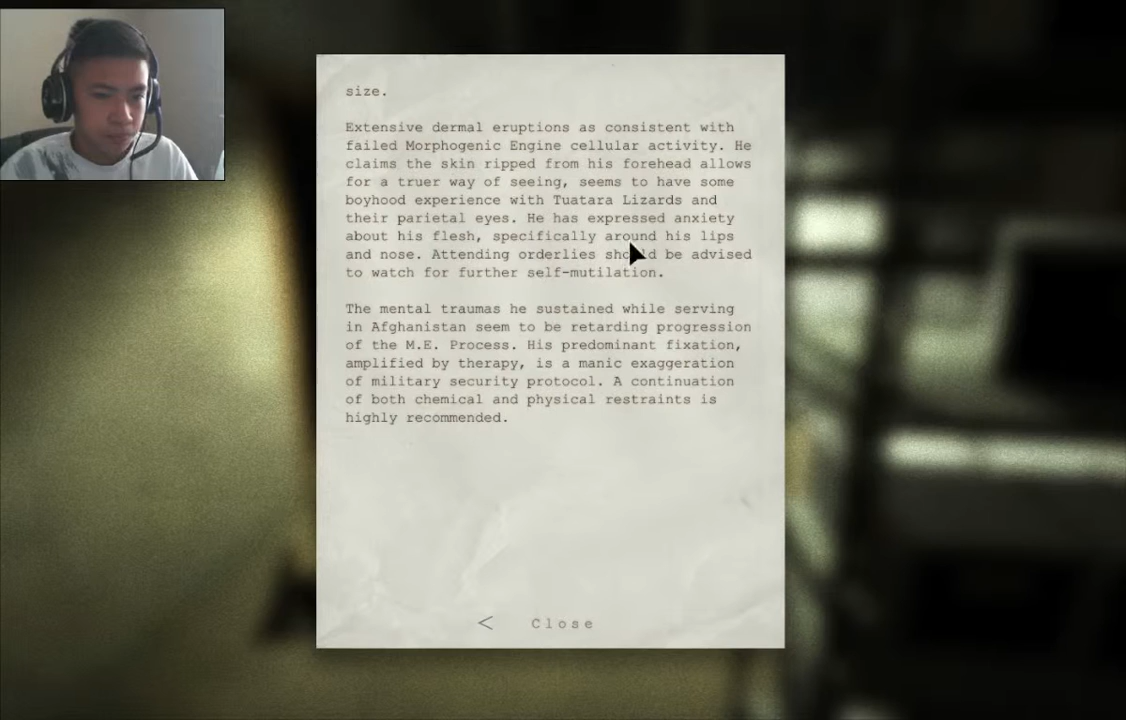 size.
Extensive dermal eruptions as consistent with
failed Morphogenic Engine cellular activity. He
claims the skin ripped from his forehead allows
for a truer way of seeing, seems to have some
boyhood experience with Tuatara Lizards and
their parietal eyes. He has expressed anxiety
about his flesh, specifically around his lips
and nose. Attending orderlies should be advised
to watch for further self-mutilation.
The mental traumas he sustained while serving
in Afghanistan seem to be retarding progression
of the M.E. Process. His predominant fixation,
amplified by therapy, is a manic exaggeration
of military security protocol. A continuation
of both chemical and physical restraints is
highly recommended.
< Close